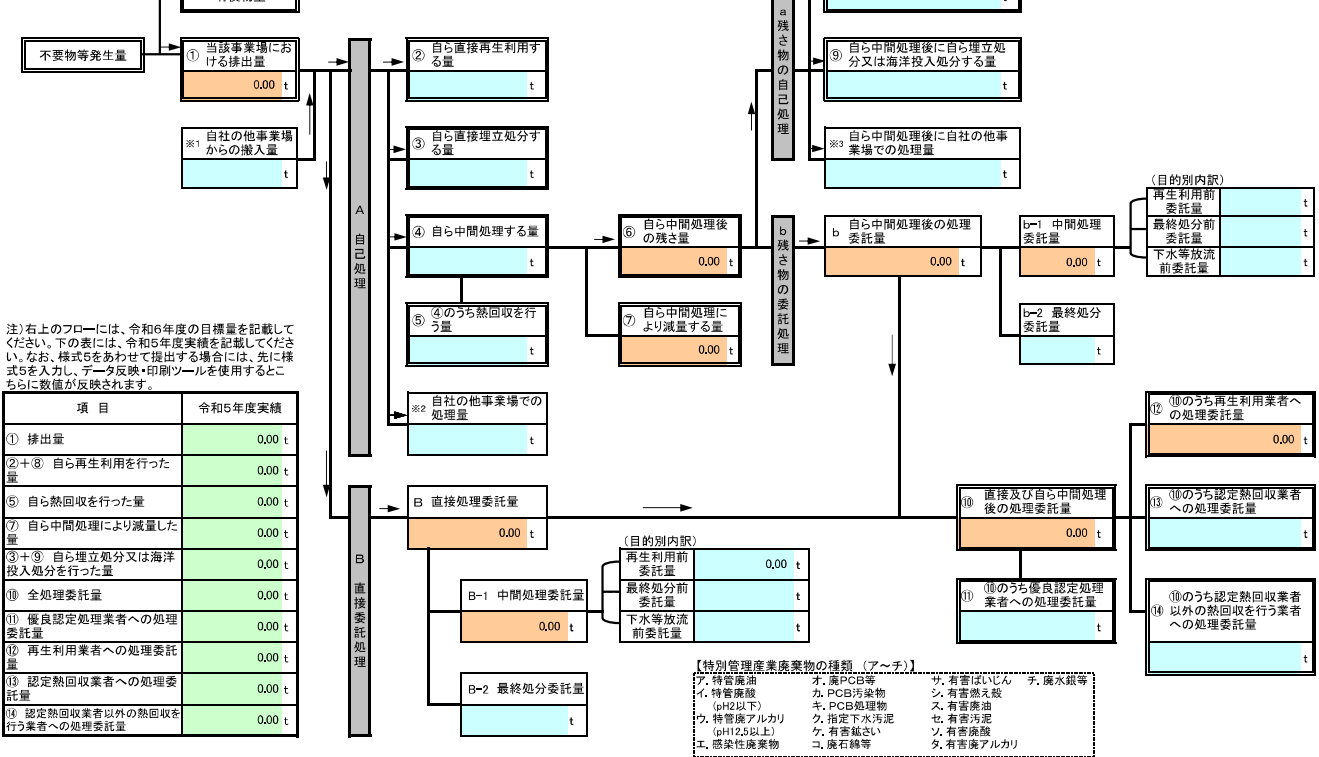 不要物等発生量
① 当該事業場にお
ける排出量
0.00 t
※1 自社の他事業場
からの搬入量
t
A 自己処理
② 自ら直接再生利用す
る量
t
③ 自ら直接埋立処分す
る量
t
④ 自ら中間処理する量
t
⑤ ④のうち熱回収を行
う量
t
※2 自社の他事業場での
処理量
t
⑥ 自ら中間処理後
の残さ量
0.00 t
⑦ 自ら中間処理に
より減量する量
0.00 t
a 残さ物の自己処理
⑨ 自ら中間処理後に自ら埋立処
分又は海洋投入処分する量
t
※3 自ら中間処理後に自社の他事
業場での処理量
t
b 残さ物の委託処理
b 自ら中間処理後の処理
委託量
0.00 t
b-1 中間処理
委託量
0.00 t
(目的別内訳)
再生利用前
委託量
t
最終処分前
委託量
t
下水等放流
前委託量
t
b-2 最終処分
委託量
t
注)右上のフローには、令和6年度の目標量を記載して
ください。下の表には、令和5年度実績を記載してくださ
い。なお、様式5をあわせて提出する場合には、先に様
式5を入力し、データ反映・印刷ツールを使用するとこ
ちらに数値が反映されます。
項 目 令和5年度実績
① 排出量 0.00 t
②+⑧ 自ら再生利用を行った
量 0.00 t
⑤ 自ら熱回収を行った量 0.00 t
⑦ 自ら中間処理により減量した
量 0.00 t
③+⑨ 自ら埋立処分又は海洋
投入処分を行った量 0.00 t
⑩ 全処理委託量 0.00 t
⑪ 優良認定処理業者への処理
委託量 0.00 t
⑫ 再生利用業者への処理委託
量 0.00 t
⑬ 認定熱回収業者への処理委
託量 0.00 t
⑭ 認定熱回収業者以外の熱回収を
行う業者への処理委託量 0.00 t
B 直接委託処理
B 直接処理委託量
0.00 t
B-1 中間処理委託量
0.00 t
(目的別内訳)
再生利用前
委託量
0.00 t
最終処分前
委託量
t
下水等放流
前委託量
t
B-2 最終処分委託量
t
⑩ 直接及び自ら中間処理
後の処理委託量
0.00 t
⑪ ⑩のうち優良認定処理
業者への処理委託量
t
⑫ ⑩のうち再生利用業者へ
の処理委託量
0.00 t
⑬ ⑩のうち認定熱回収業者
への処理委託量
t
⑭ ⑩のうち認定熱回収業者
以外の熱回収を行う業者
への処理委託量
t
【特別管理産業廃棄物の種類 (ア~チ)】
ア. 特管廃油 オ. 廃PCB等 サ. 有害ばいじん チ. 廃水銀等
イ. 特管廃酸 カ. PCB汚染物 シ. 有害燃え殻
(pH2以下) キ. PCB処理物 ス. 有害廃油
ウ. 特管廃アルカリ ク. 指定下水汚泥 セ. 有害汚泥
(pH12.5以上) ケ. 有害鉱さい ソ. 有害廃酸
エ. 感染性廃棄物 コ. 廃石綿等 タ. 有害廃アルカリ